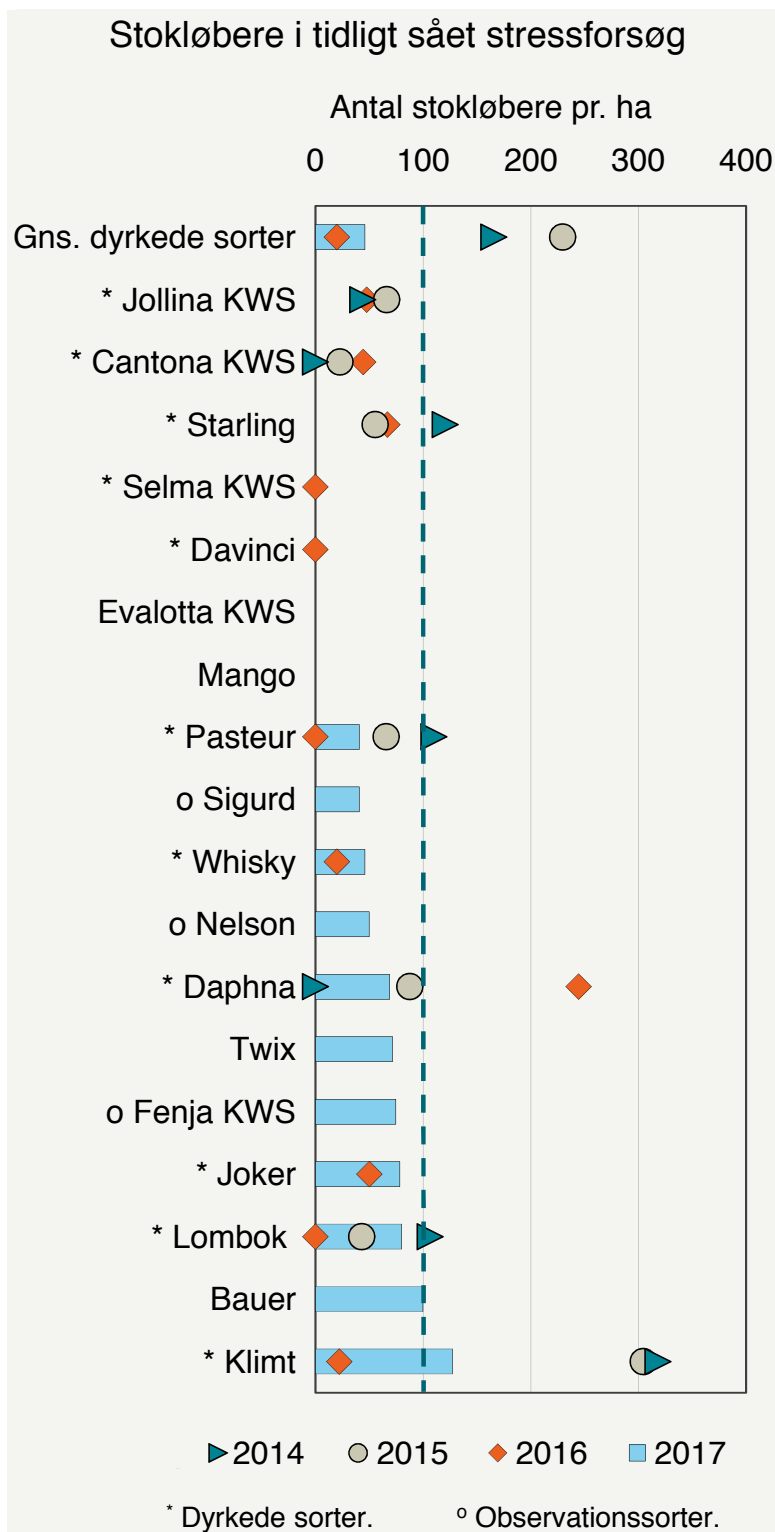 Stokløbere i tidligt sået stressforsøg
Antal stokløbere pr. ha
0 100 200 300 400
Gns. dyrkede sorter
* Jollina KWS
* Cantona KWS
* Starling
* Selma KWS
* Davinci
Evalotta KWS
Mango
* Pasteur
o Sigurd
* Whisky
o Nelson
* Daphna
Twix
o Fenja KWS
* Joker
* Lombok
Bauer
* Klimt
2014 2015 2016 2017
* Dyrkede sorter. o Observationssorter.